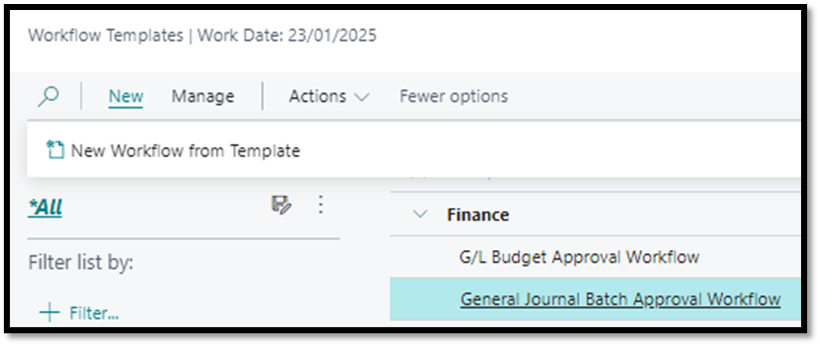 Workflow Templates | Work Date: 23/01/2025
New Manage Actions Fewer options
New Workflow from Template
*All
Filter list by:
Filter...
Finance
G/L Budget Approval Workflow
General Journal Batch Approval Workflow